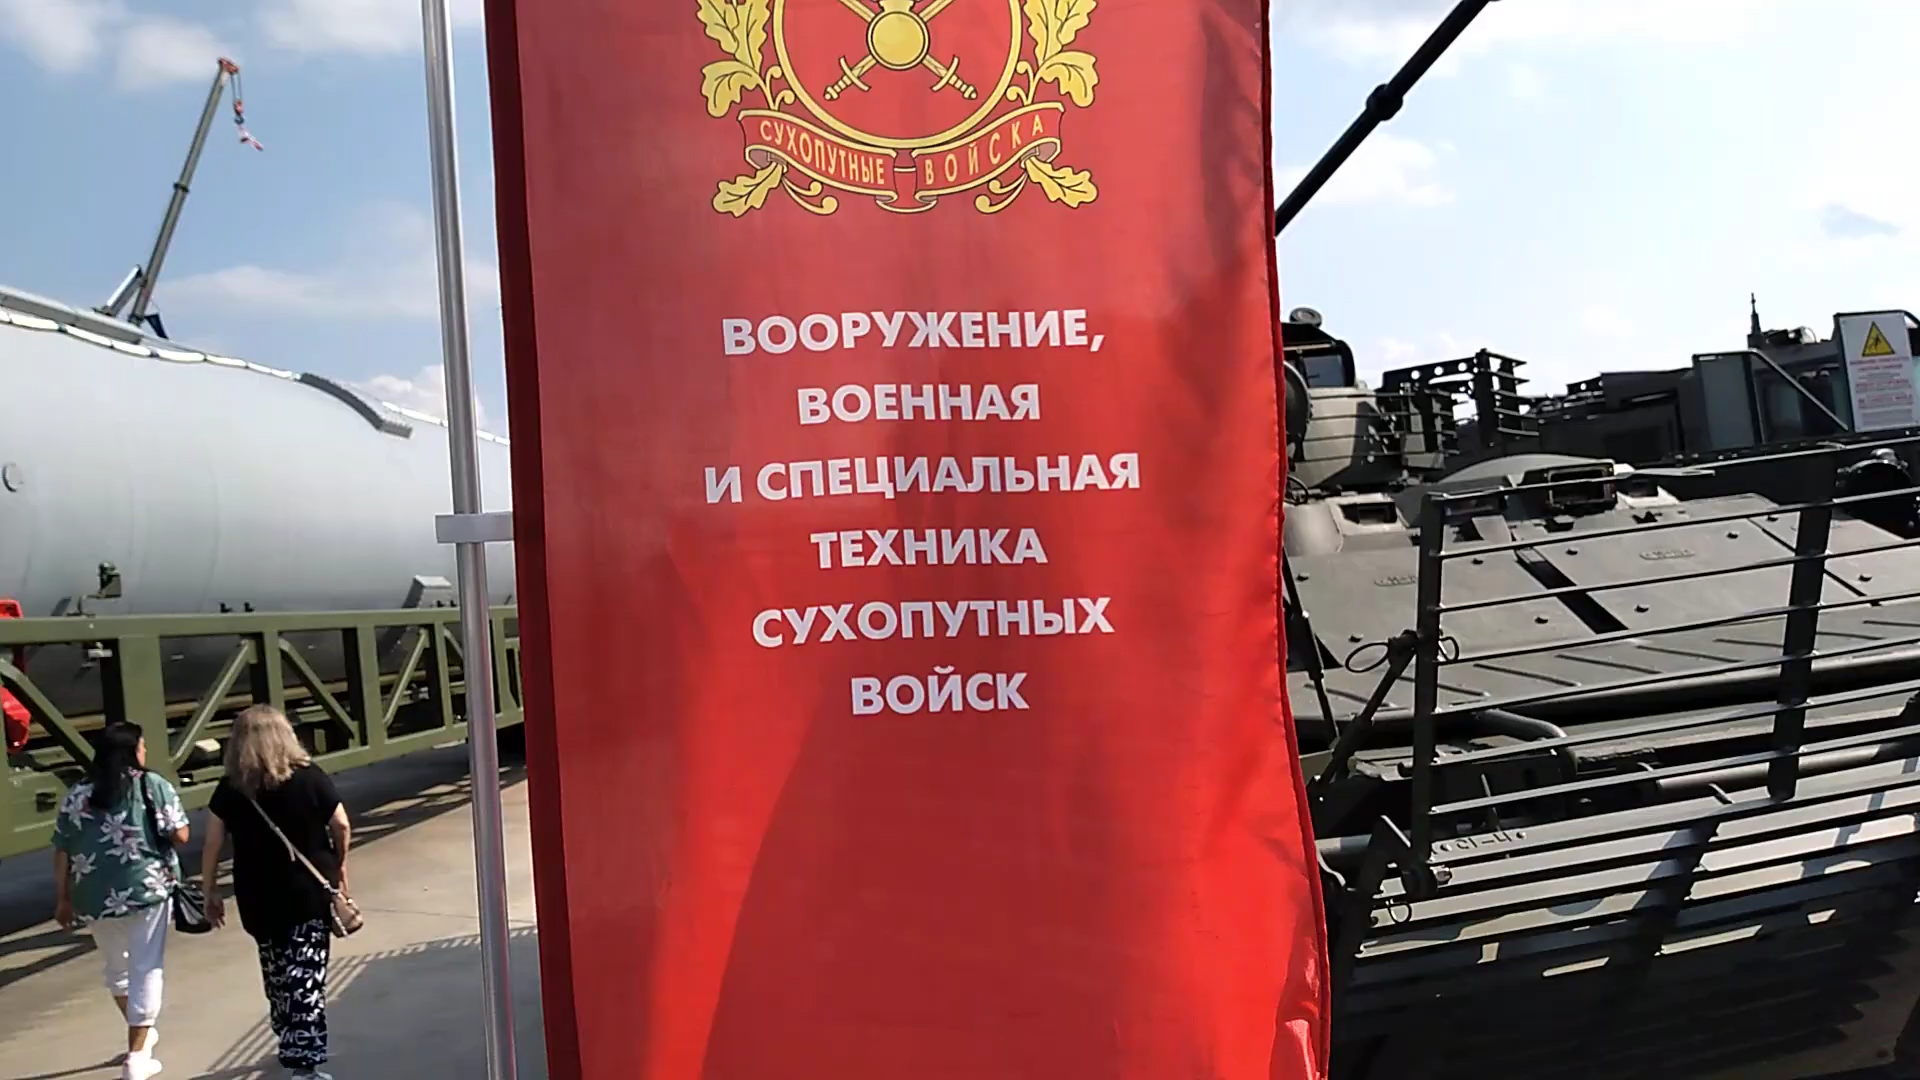 СУХОПУТНЫЕ ВОЙСКА
ВООРУЖЕНИЕ,
ВОЕННАЯ
И СПЕЦИАЛЬНАЯ
ТЕХНИКА
СУХОПУТНЫХ
ВОЙСК